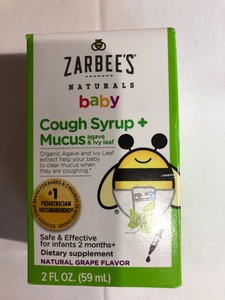 ZARBEE'S
NATURALS
baby
Cough Syrup +
Mucus agave
& ivy leaf
Organic Agave and Ivy Leaf
extract help your baby
to clear mucus when
they are coughing.*
#1
PEDIATRICIAN
RECOMMENDED
Safe & Effective
for infants 2 months+
Dietary supplement
NATURAL GRAPE FLAVOR
2 FL OZ. (59 mL)